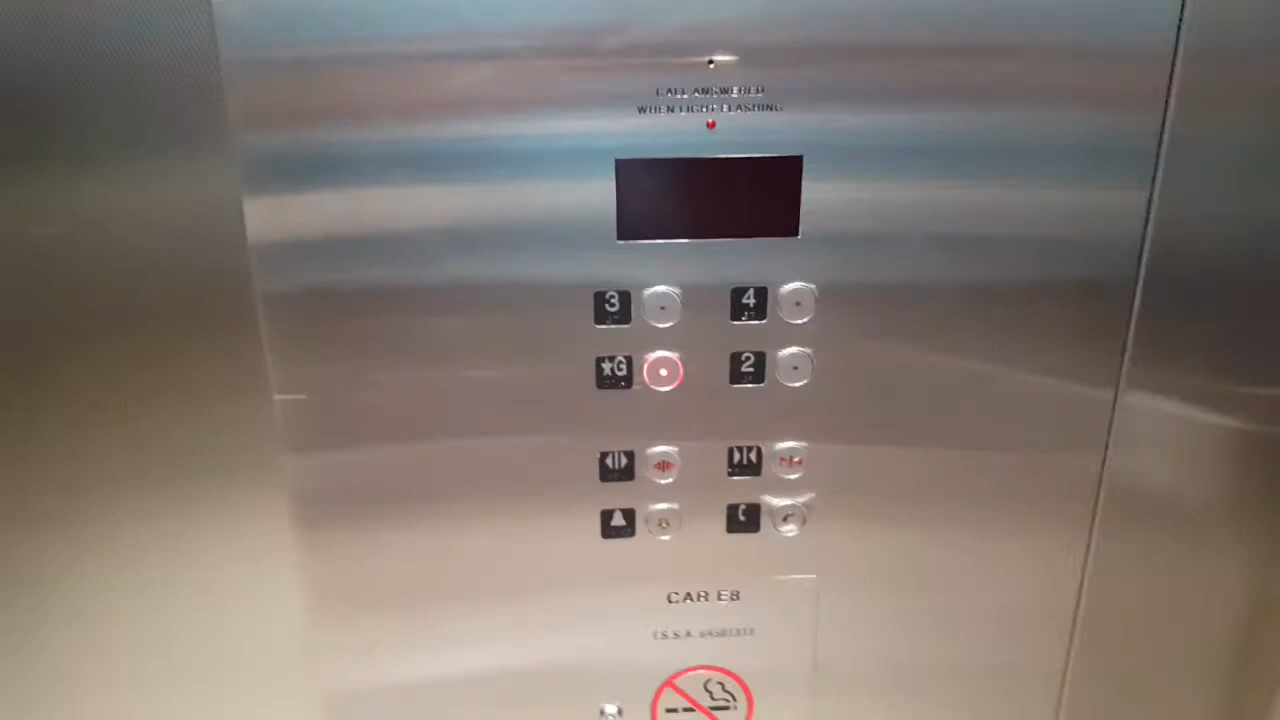 CALL ANSWERED
WHEN LIGHT FLASHING
3 4
★G 2
CAR E8
T.S.S.A.